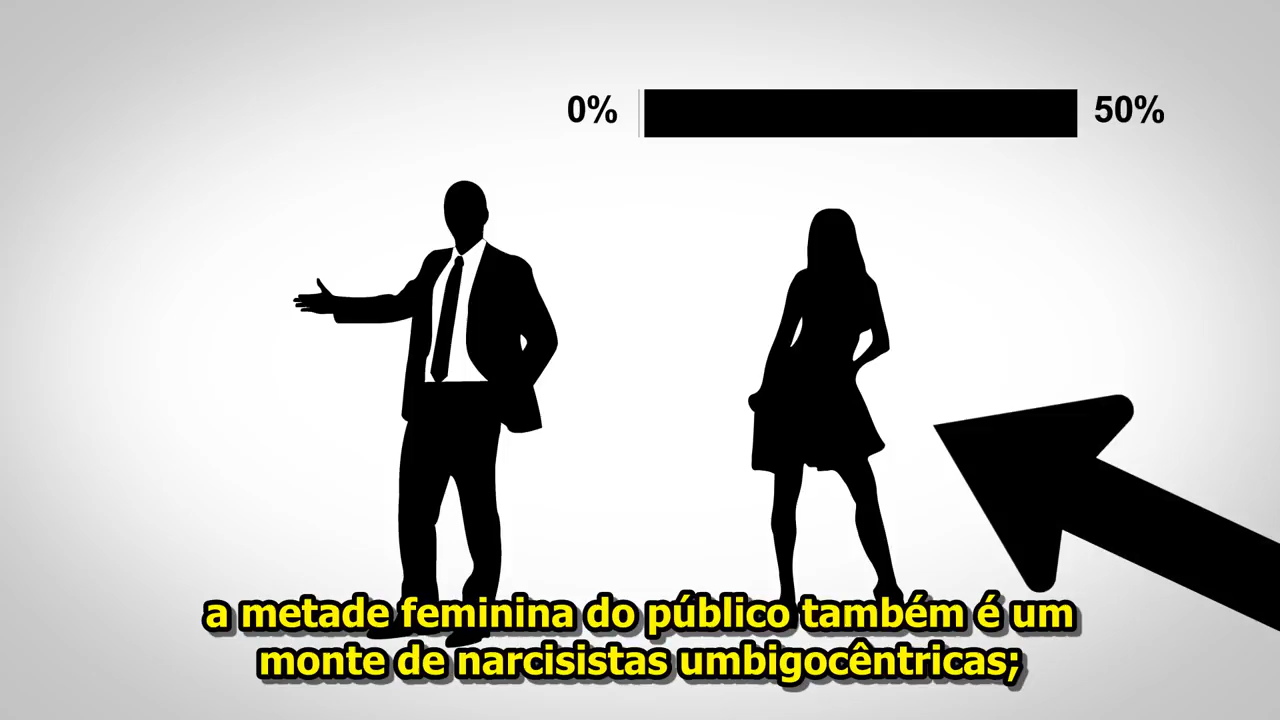 0% 50%
a metade feminina do público também é um
monte de narcisistas umbigocêntricas;